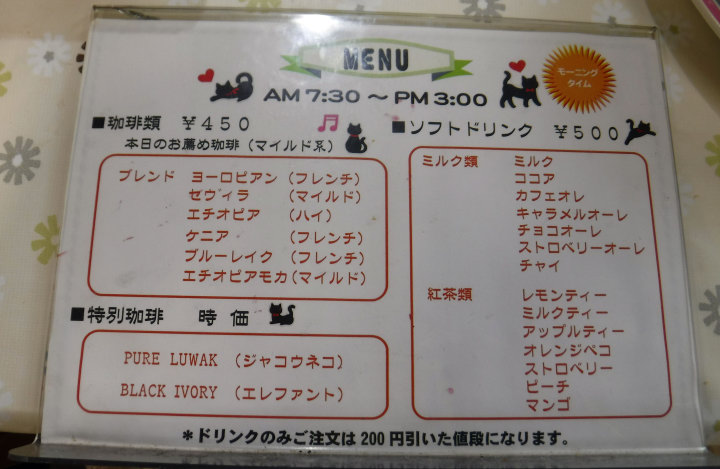 MENU
モーニング
タイム
AM 7:30 ～ PM 3:00
■珈琲類 ￥450
本日のお薦め珈琲（マイルド系）
ブレンド ヨーロピアン（フレンチ）
ゼヴィラ （マイルド）
エチオピア （ハイ）
ケニア （フレンチ）
ブルーレイク （フレンチ）
エチオピアモカ（マイルド）
■特別珈琲 時価
PURE LUWAK （ジャコウネコ）
BLACK IVORY （エレファント）
■ソフトドリンク ￥500
ミルク類 ミルク
ココア
カフェオレ
キャラメルオーレ
チョコオーレ
ストロベリーオーレ
チャイ
紅茶類 レモンティー
ミルクティー
アップルティー
オレンジペコ
ストロベリー
ピーチ
マンゴ
＊ドリンクのみご注文は200円引いた値段になります。